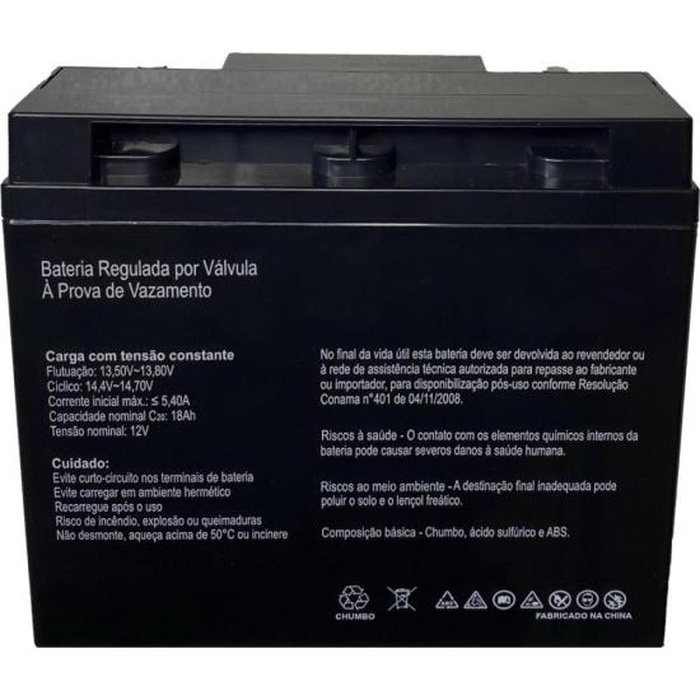 Bateria Regulada por Válvula
À Prova de Vazamento
Carga com tensão constante
Flutuação: 13,50V~13,80V
Cíclico: 14,4V~14,70V
Corrente inicial máx.: ≤ 5,40A
Capacidade nominal C₂₀: 18Ah
Tensão nominal: 12V
Cuidado:
Evite curto-circuito nos terminais de bateria
Evite carregar em ambiente hermético
Recarregue após o uso
Risco de incêndio, explosão ou queimaduras
Não desmonte, aqueça acima de 50°C ou incinere
No final da vida útil esta bateria deve ser devolvida ao revendedor ou
à rede de assistência técnica autorizada para repasse ao fabricante
ou importador, para disponibilização pós-uso conforme Resolução
Conama n°401 de 04/11/2008.
Riscos à saúde - O contato com os elementos químicos internos da
bateria pode causar severos danos à saúde humana.
Riscos ao meio ambiente - A destinação final inadequada pode
poluir o solo e o lençol freático.
Composição básica - Chumbo, ácido sulfúrico e ABS.
CHUMBO
FABRICADO NA CHINA